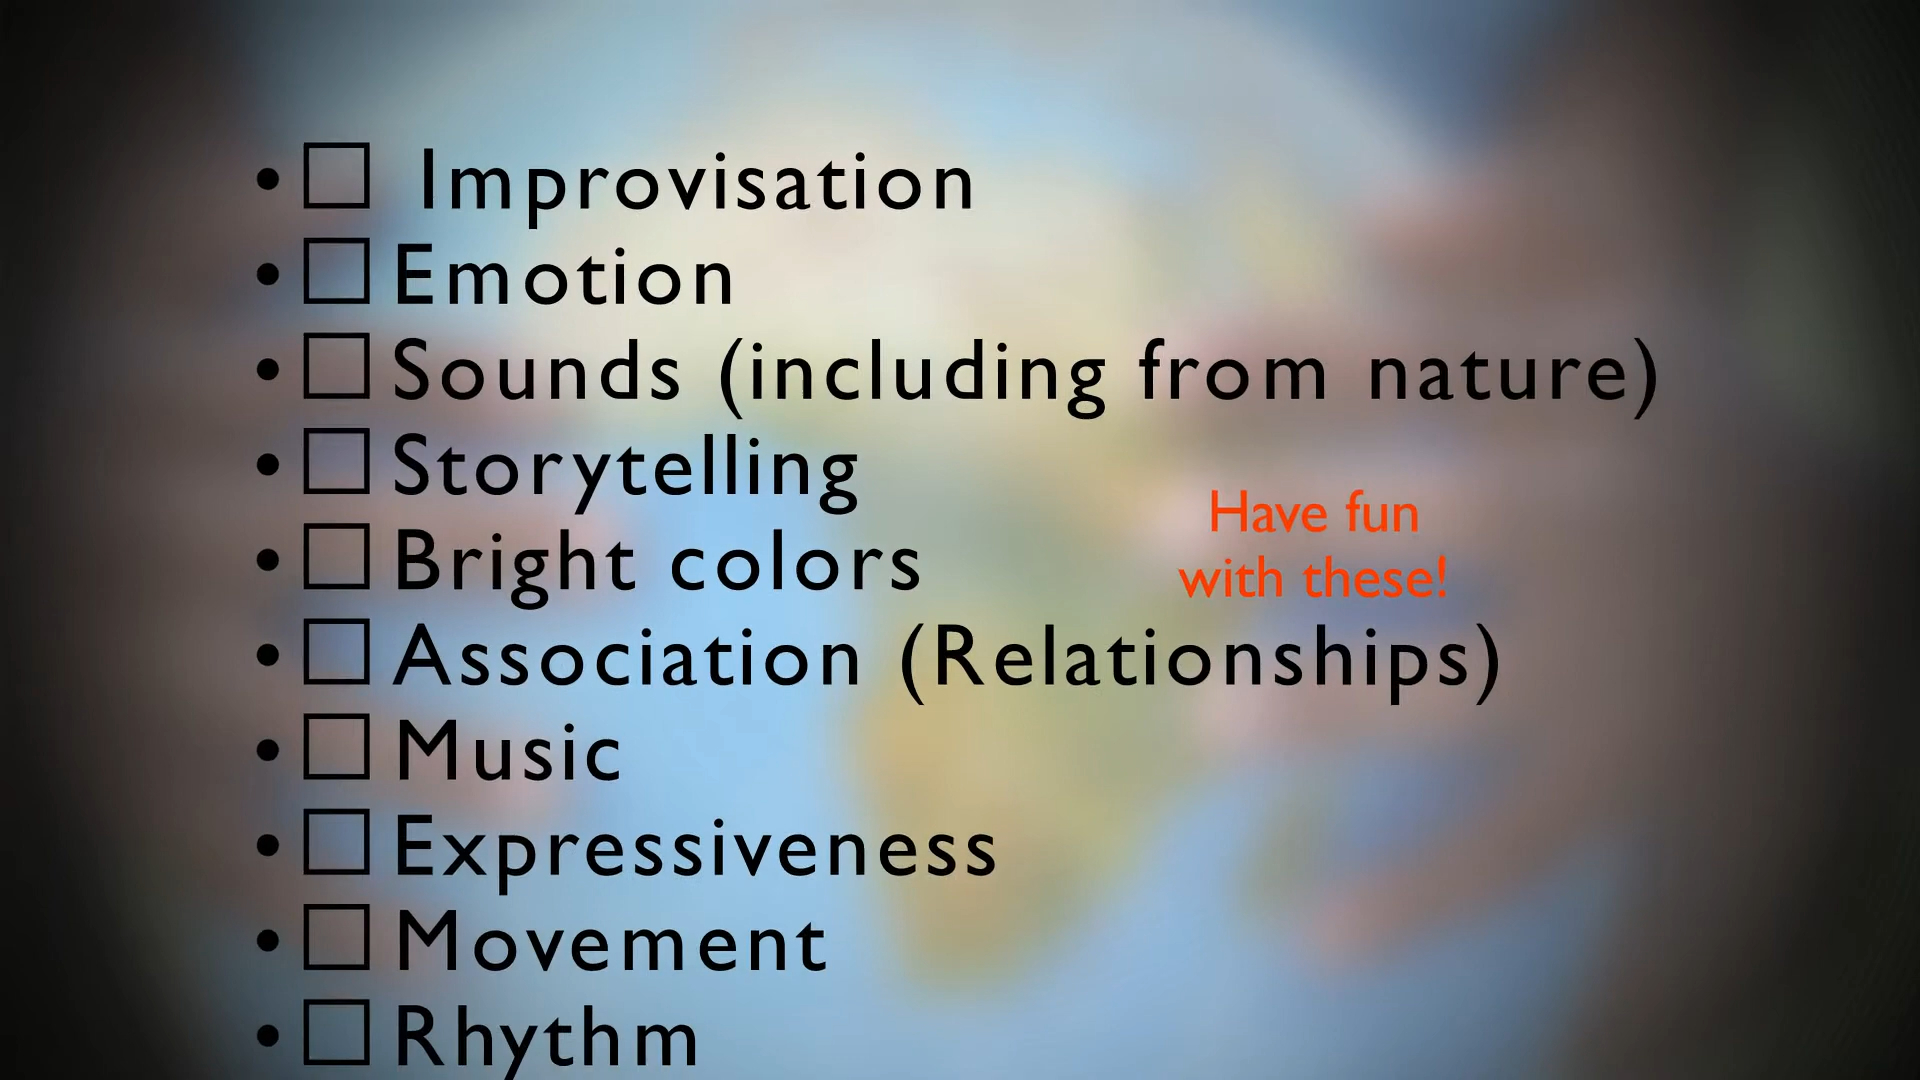 • ☐ Improvisation
• ☐ Emotion
• ☐ Sounds (including from nature)
• ☐ Storytelling
• ☐ Bright colors
• ☐ Association (Relationships)
• ☐ Music
• ☐ Expressiveness
• ☐ Movement
• ☐ Rhythm
Have fun
with these!